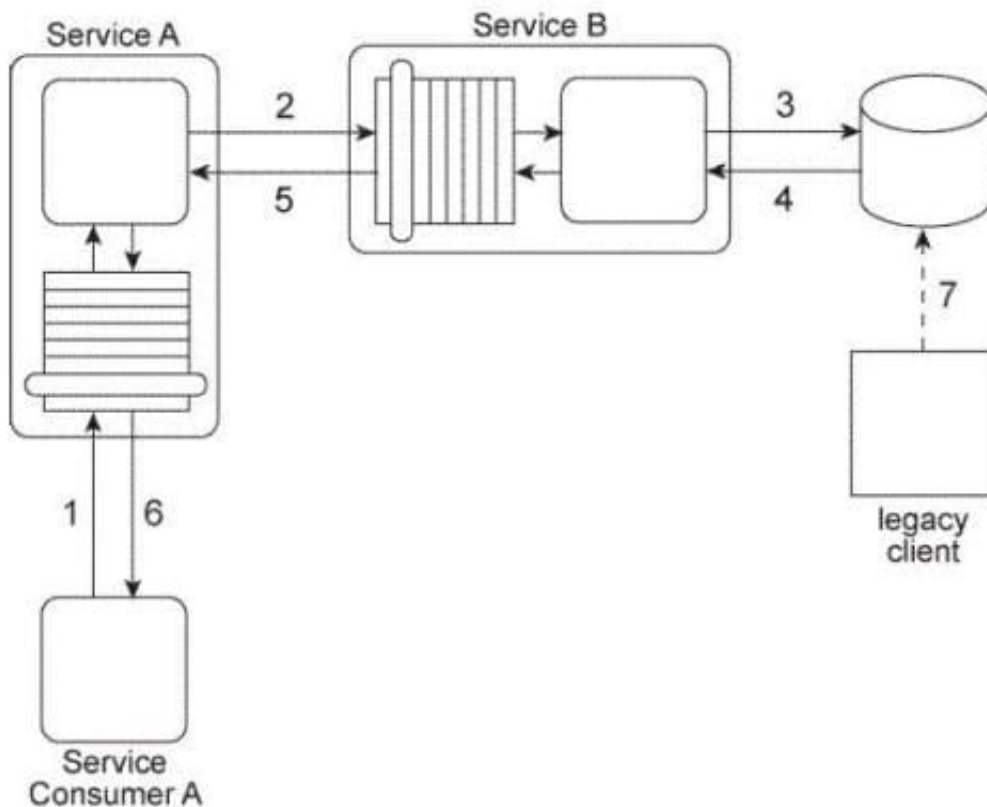 Service A
Service B
2
3
5
4
7
1
6
legacy
client
Service
Consumer A